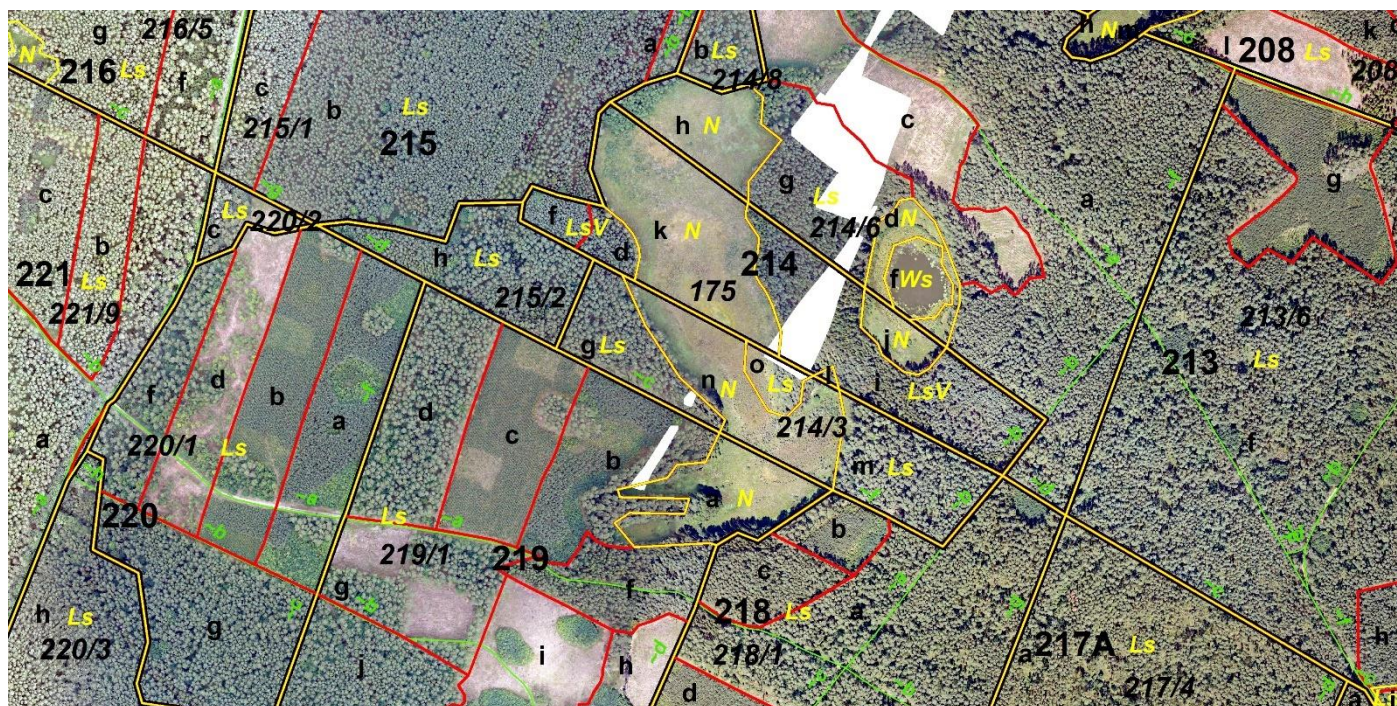 g 216/5
N 216 Ls f
c
215/1
b Ls
215
a b Ls
214/8
h N
l 208 Ls k
208
h N
c
g Ls
214/6
a
g
c b
221 Ls
221/9
Ls 220/2
c
f LsV
d
h Ls
215/2
k N
175
214
d N
f Ws
j N
i LsV
213/6
213 Ls
f
f d b a
d
c
g Ls
n N
o Ls l
214/3
m Ls
a
220/1 Ls
b
a N
b
220
Ls
219/1
219
g
f
c
218 Ls
a
218/1
h Ls
220/3
g
j
i
h
d
a 217A Ls
217/4
h
a